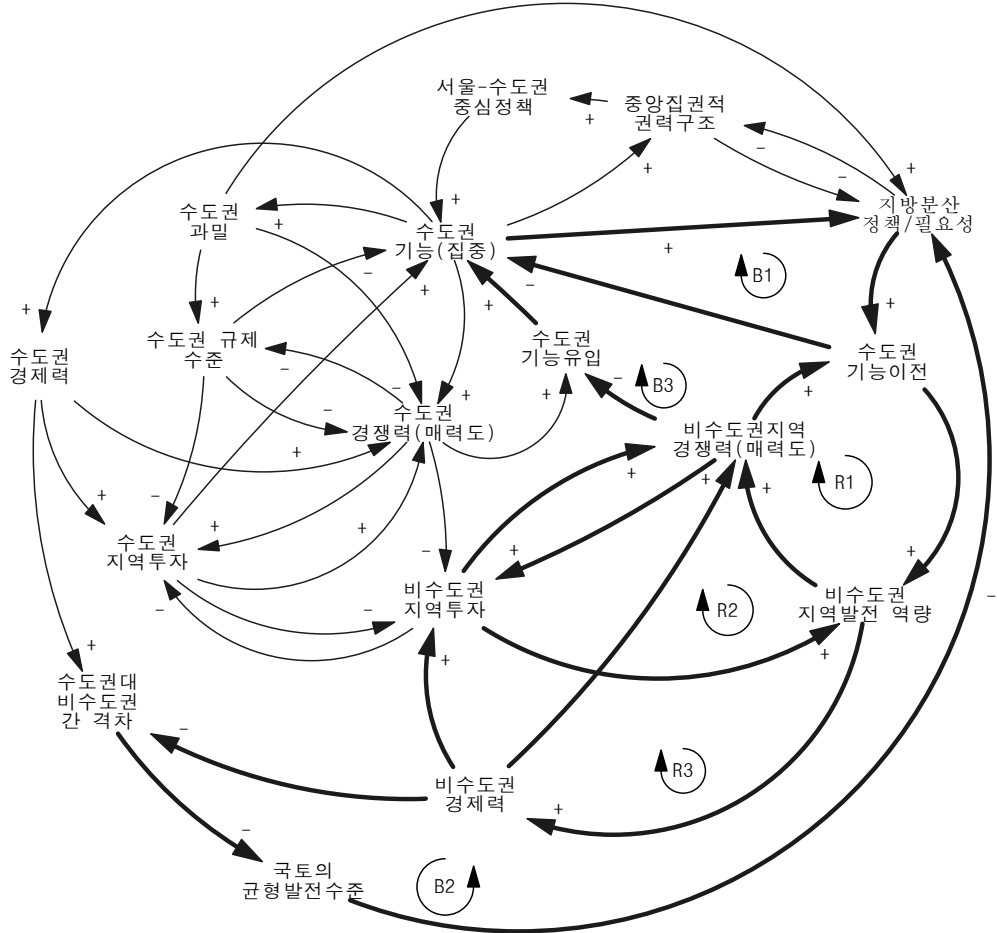 서울-수도권
중심정책
중앙집권적
권력구조
+
-
+
+
-
지방분산
정책/필요성
수도권
과밀
+
수도권
기능(집중)
+
+
-
+
B1
+
-
+
+
+
수도권
경제력
수도권 규제
수준
-
수도권
기능유입
수도권
기능이전
-
B3
-
+
+
+
-
수도권
경쟁력(매력도)
비수도권지역
경쟁력(매력도)
+
+
+
+
R1
+
-
+
+
+
-
+
수도권
지역투자
비수도권
지역투자
-
-
R2
비수도권
지역발전 역량
-
+
+
+
수도권대
비수도권
간 격차
-
R3
비수도권
경제력
+
-
국토의
균형발전수준
B2